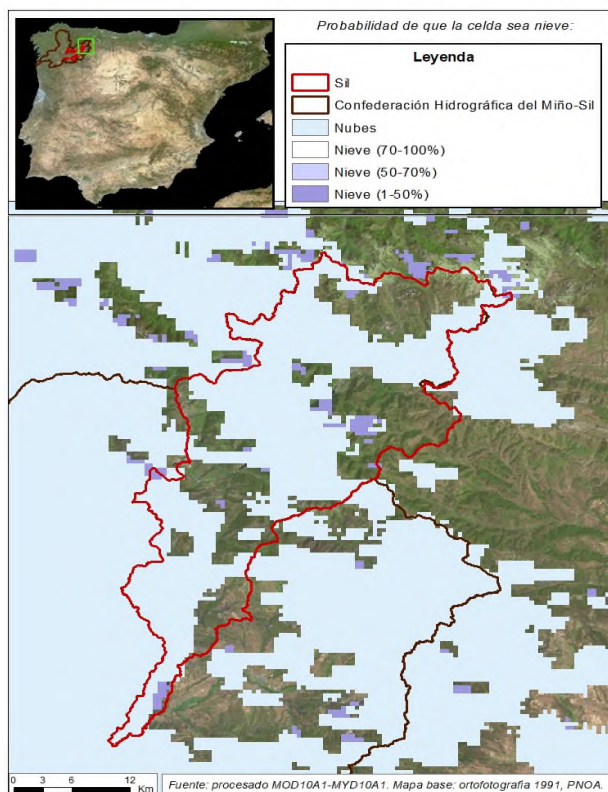 Probabilidad de que la celda sea nieve:
Leyenda
Sil
Confederación Hidrográfica del Miño-Sil
Nubes
Nieve (70-100%)
Nieve (50-70%)
Nieve (1-50%)
0 3 6 12
Km
Fuente: procesado MOD10A1-MYD10A1. Mapa base: ortofotografía 1991, PNOA.